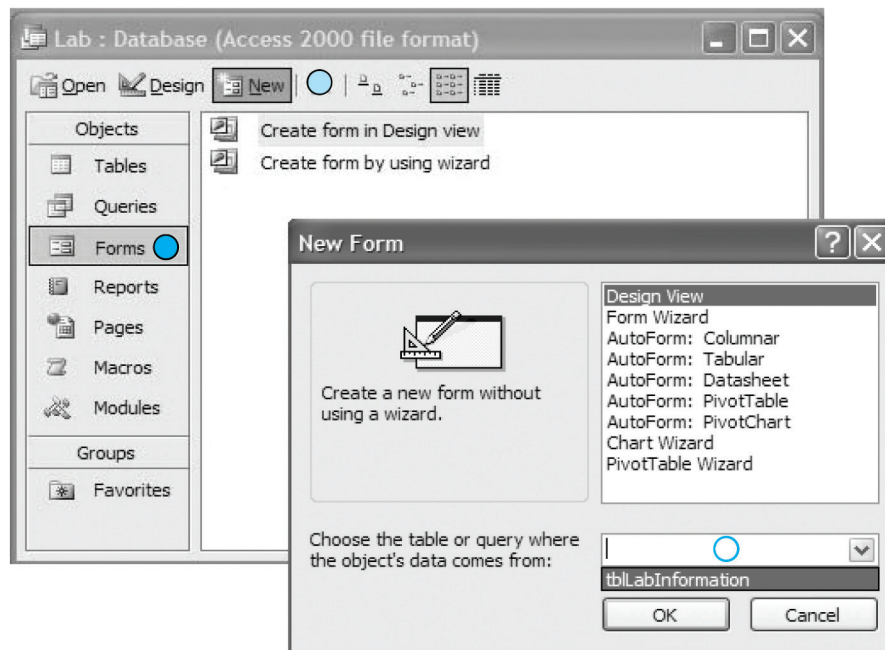 Lab : Database (Access 2000 file format)
Open Design New
Objects
Tables
Queries
Forms
Reports
Pages
Macros
Modules
Groups
Favorites
Create form in Design view
Create form by using wizard
New Form
Create a new form without
using a wizard.
Design View
Form Wizard
AutoForm: Columnar
AutoForm: Tabular
AutoForm: Datasheet
AutoForm: PivotTable
AutoForm: PivotChart
Chart Wizard
PivotTable Wizard
Choose the table or query where
the object's data comes from:
tblLabInformation
OK Cancel